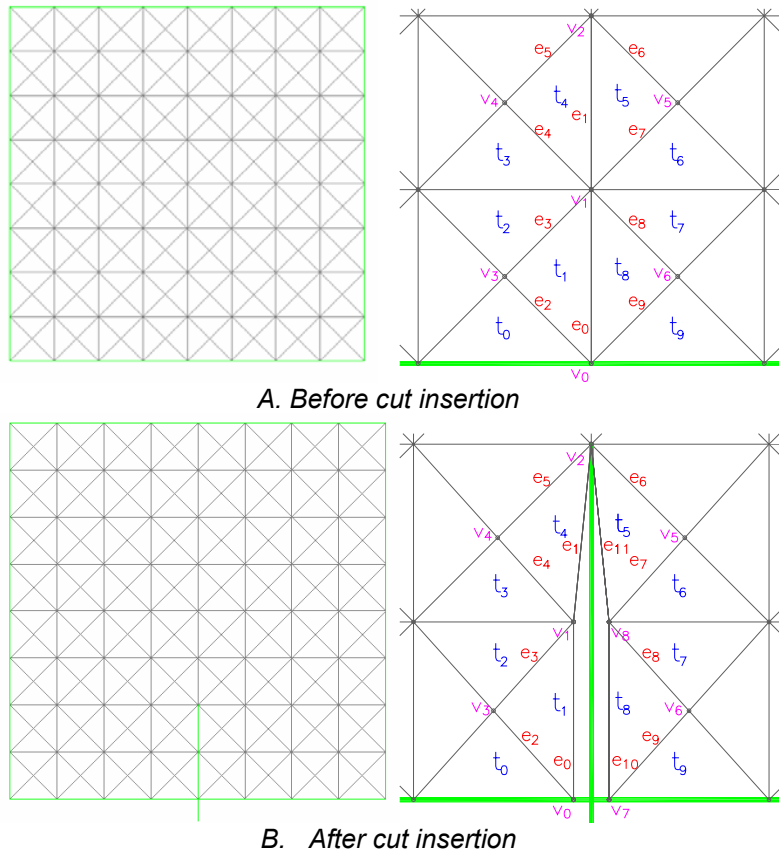 v₂
e₅ e₆
v₄ t₄ t₅ v₅
e₁
e₄ e₇
t₃ t₆
v₁
t₂ e₃ e₈ t₇
v₃ t₁ t₈ v₆
e₂ e₉
t₀ e₀ t₉
v₀
A. Before cut insertion
v₂
e₅ e₆
t₄ t₅
v₄ e₁ e₁₁ v₅
e₄ e₇
t₃ t₆
v₁ v₈
t₂ e₃ e₈ t₇
v₃ t₁ t₈ v₆
e₂ e₉
t₀ e₀ e₁₀ t₉
v₀ v₇
B. After cut insertion